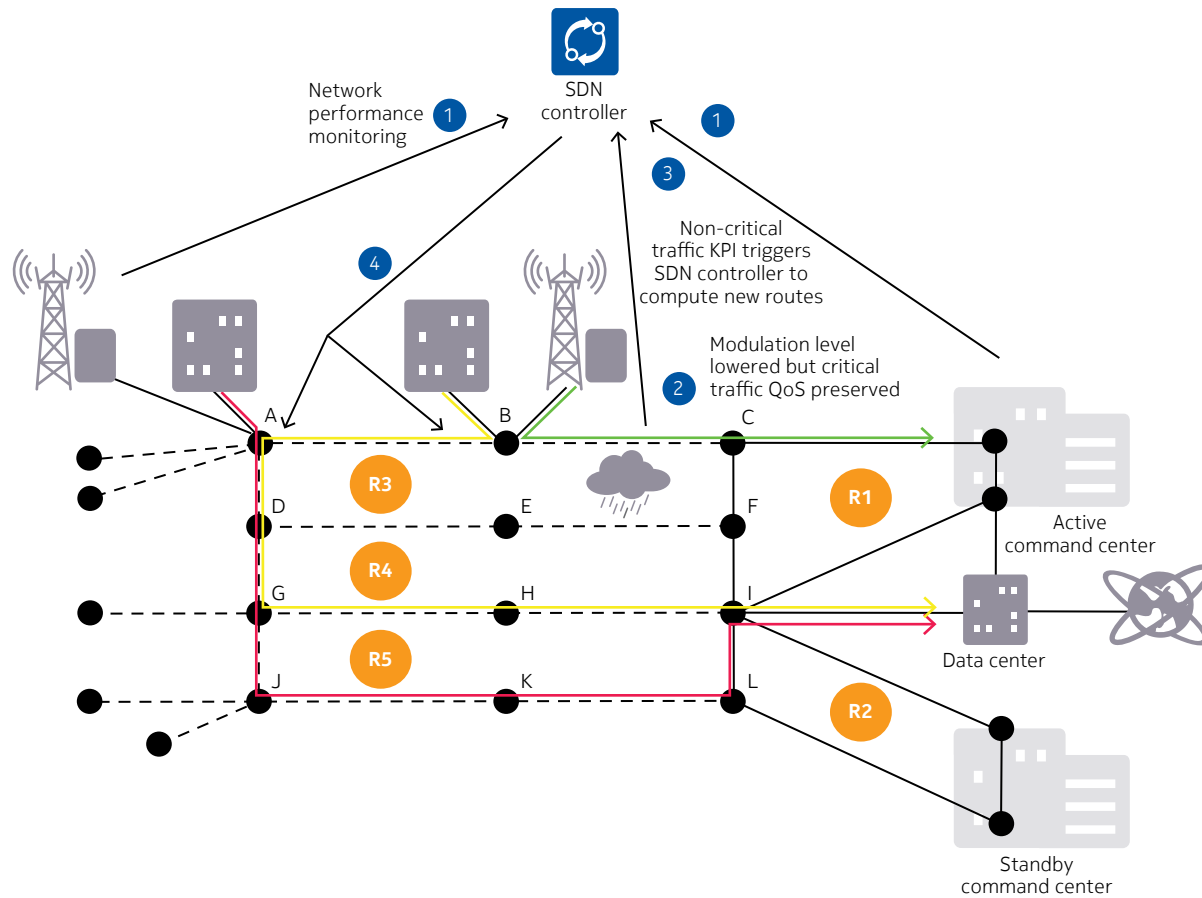 SDN
controller
Network
performance
monitoring
1
1
3
Non-critical
traffic KPI triggers
SDN controller to
compute new routes
4
Modulation level
lowered but critical
traffic QoS preserved
2
A
B
C
R3
R1
D
E
F
Active
command center
R4
G
H
I
R5
Data center
J
K
L
R2
Standby
command center